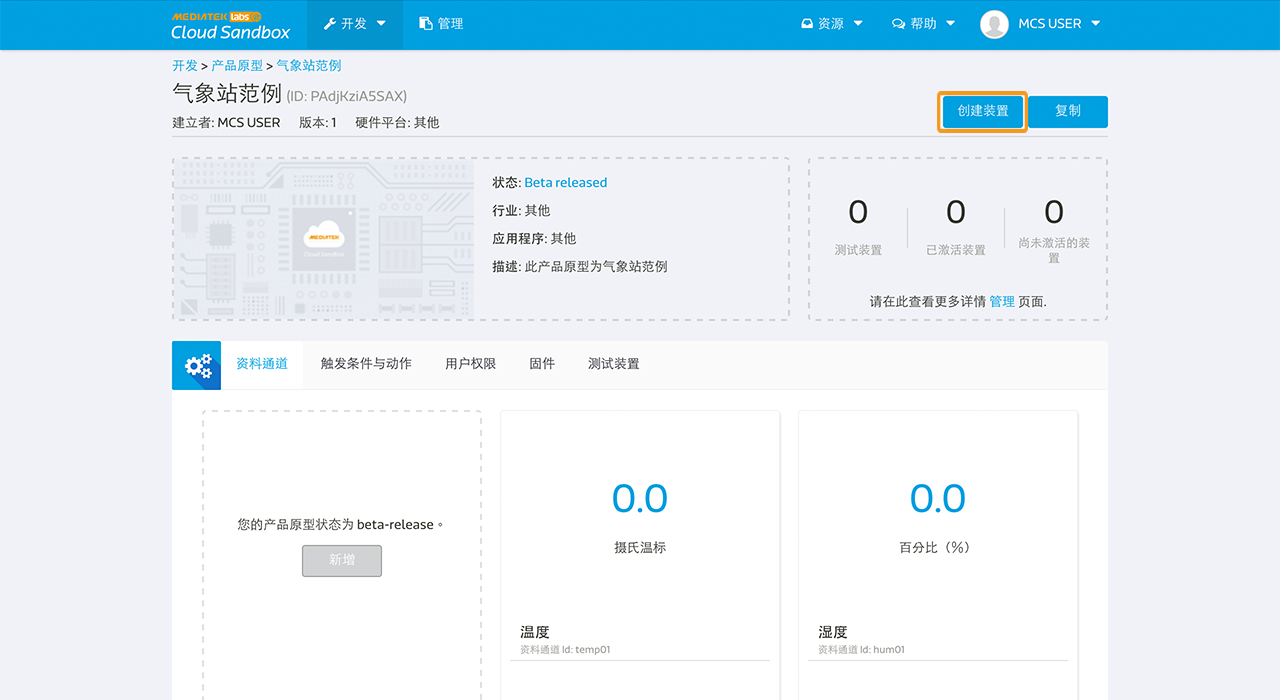 MEDIATEK labs
Cloud Sandbox
开发
管理
资源
帮助
MCS USER
开发 > 产品原型 > 气象站范例
气象站范例 (ID: PAdjKziA5SAX)
建立者: MCS USER 版本: 1 硬件平台: 其他
创建装置
复制
MEDIATEK
Cloud Sandbox
状态: Beta released
行业: 其他
应用程序: 其他
描述: 此产品原型为气象站范例
0 0 0
测试装置 已激活装置 尚未激活的装
置
请在此查看更多详情 管理 页面.
资料通道 触发条件与动作 用户权限 固件 测试装置
您的产品原型状态为 beta-release。
新增
0.0
摄氏温标
温度
资料通道 Id: temp01
0.0
百分比（％）
湿度
资料通道 Id: hum01